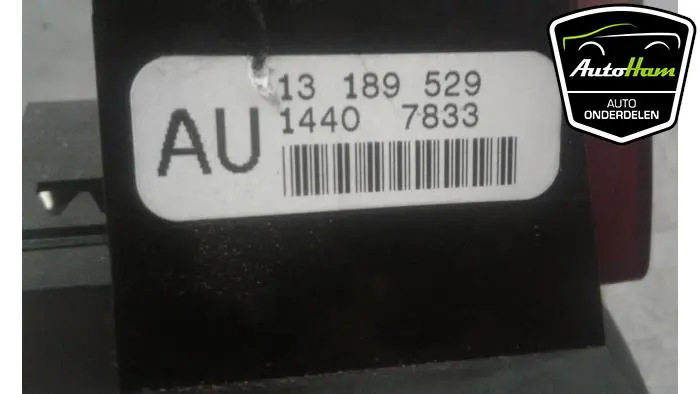 AU
13 189 529
1440 7833
AutoHam
AUTO
ONDERDELEN